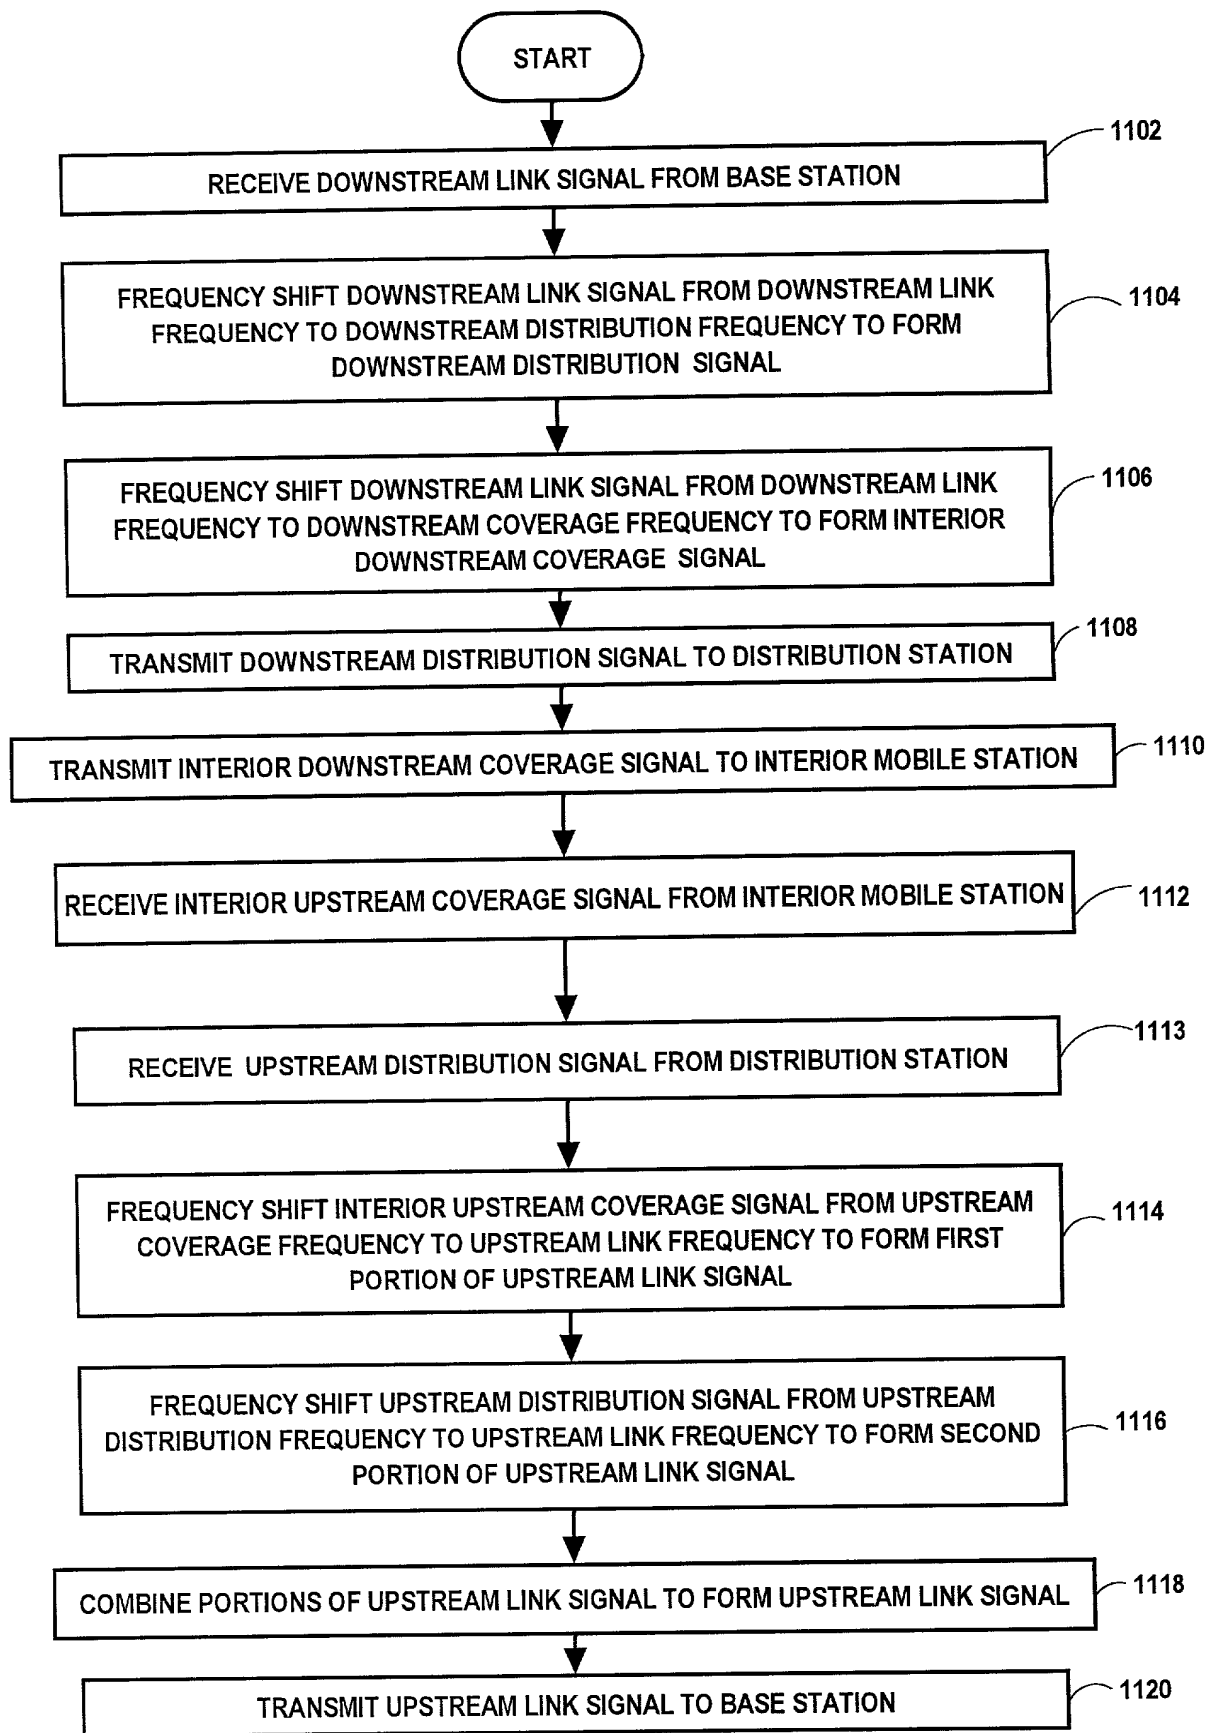 START
1102
RECEIVE DOWNSTREAM LINK SIGNAL FROM BASE STATION
FREQUENCY SHIFT DOWNSTREAM LINK SIGNAL FROM DOWNSTREAM LINK
FREQUENCY TO DOWNSTREAM DISTRIBUTION FREQUENCY TO FORM
DOWNSTREAM DISTRIBUTION SIGNAL
1104
FREQUENCY SHIFT DOWNSTREAM LINK SIGNAL FROM DOWNSTREAM LINK
FREQUENCY TO DOWNSTREAM COVERAGE FREQUENCY TO FORM INTERIOR
DOWNSTREAM COVERAGE SIGNAL
1106
TRANSMIT DOWNSTREAM DISTRIBUTION SIGNAL TO DISTRIBUTION STATION
1108
TRANSMIT INTERIOR DOWNSTREAM COVERAGE SIGNAL TO INTERIOR MOBILE STATION
1110
RECEIVE INTERIOR UPSTREAM COVERAGE SIGNAL FROM INTERIOR MOBILE STATION
1112
RECEIVE UPSTREAM DISTRIBUTION SIGNAL FROM DISTRIBUTION STATION
1113
FREQUENCY SHIFT INTERIOR UPSTREAM COVERAGE SIGNAL FROM UPSTREAM
COVERAGE FREQUENCY TO UPSTREAM LINK FREQUENCY TO FORM FIRST
PORTION OF UPSTREAM LINK SIGNAL
1114
FREQUENCY SHIFT UPSTREAM DISTRIBUTION SIGNAL FROM UPSTREAM
DISTRIBUTION FREQUENCY TO UPSTREAM LINK FREQUENCY TO FORM SECOND
PORTION OF UPSTREAM LINK SIGNAL
1116
COMBINE PORTIONS OF UPSTREAM LINK SIGNAL TO FORM UPSTREAM LINK SIGNAL
1118
TRANSMIT UPSTREAM LINK SIGNAL TO BASE STATION
1120